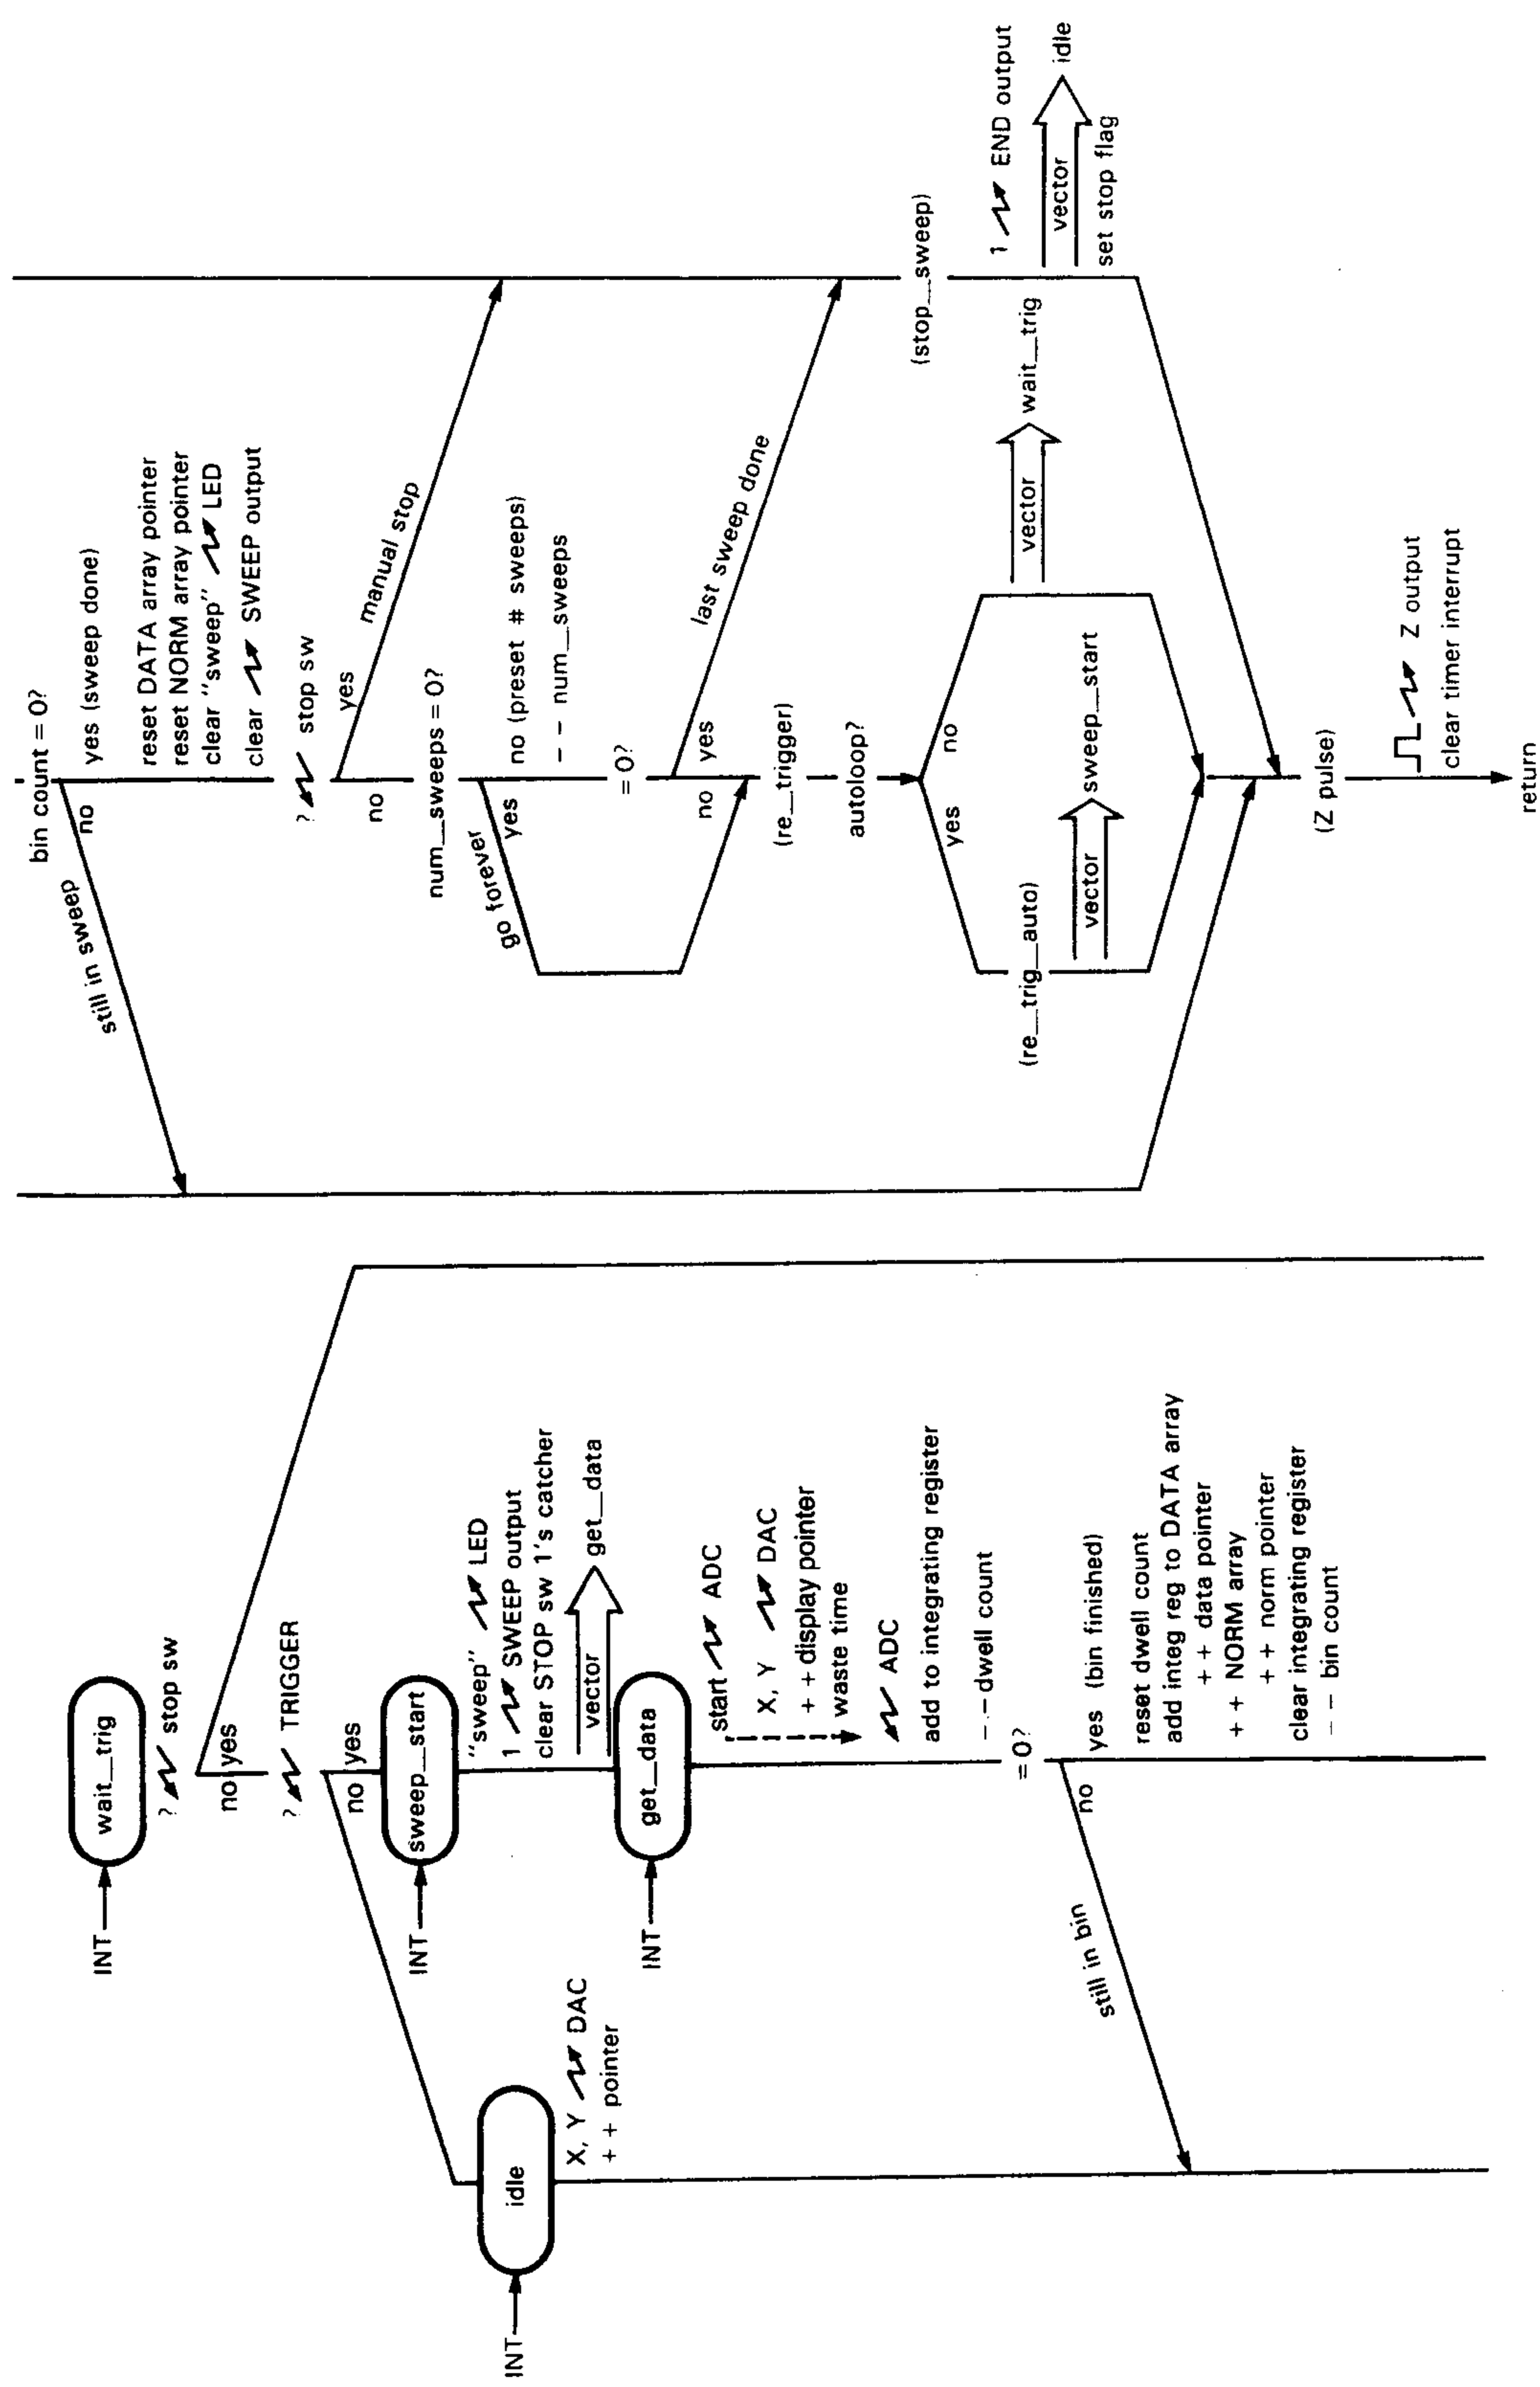 INT
wait__trig
? stop sw
no yes
? TRIGGER
no yes
INT
sweep__start
"sweep" LED
1 SWEEP output
clear STOP sw 1's catcher
vector
get__data
INT
idle
X, Y DAC
+ + pointer
INT
get__data
start ADC
X, Y DAC
+ + display pointer
waste time
ADC
add to integrating register
- - dwell count
= 0?
no
still in bin
yes (bin finished)
reset dwell count
add integ reg to DATA array
+ + data pointer
+ + NORM array
+ + norm pointer
clear integrating register
- - bin count
bin count = 0?
no
still in sweep
yes (sweep done)
reset DATA array pointer
reset NORM array pointer
clear "sweep" LED
clear SWEEP output
? stop sw
no
yes
manual stop
num__sweeps = 0?
go forever
yes
no (preset # sweeps)
- - num__sweeps
= 0?
no
yes
last sweep done
(re__trigger)
autoloop?
yes
no
(stop__sweep)
(re__trig__auto)
vector
sweep__start
vector
wait__trig
1 END output
vector
idle
set stop flag
(Z pulse)
Z output
clear timer interrupt
return